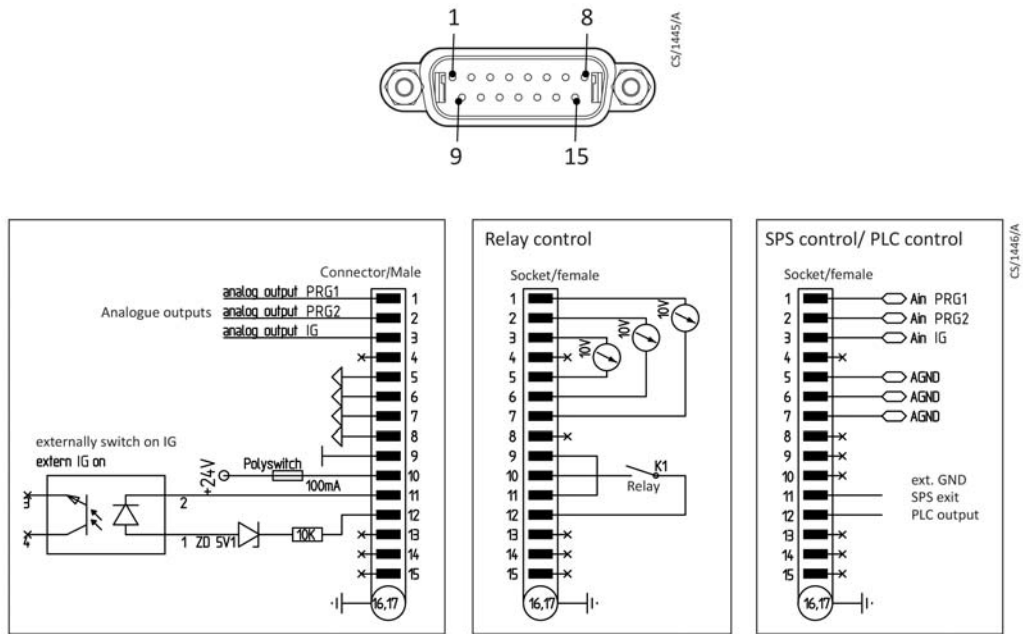 1 8
CS/1445/A
9 15
Connector/Male
analog output PRG1 1
Analogue outputs analog output PRG2 2
analog output IG 3
4
5
6
7
externally switch on IG 8
extern IG on 9
+24V Polyswitch 10
100mA
3 2 11
12
4 1 ZD 5V1 10K
13
14
15
16,17
Relay control
Socket/female
1
2
10V
3 10V
10V
4
5
6
7
8
9
10 K1
Relay
11
12
13
14
15
16,17
SPS control/ PLC control
CS/1446/A
Socket/female
1 Ain PRG1
2 Ain PRG2
3 Ain IG
4
5 AGND
6 AGND
7 AGND
8
9
10
ext. GND
11 SPS exit
12 PLC output
13
14
15
16,17